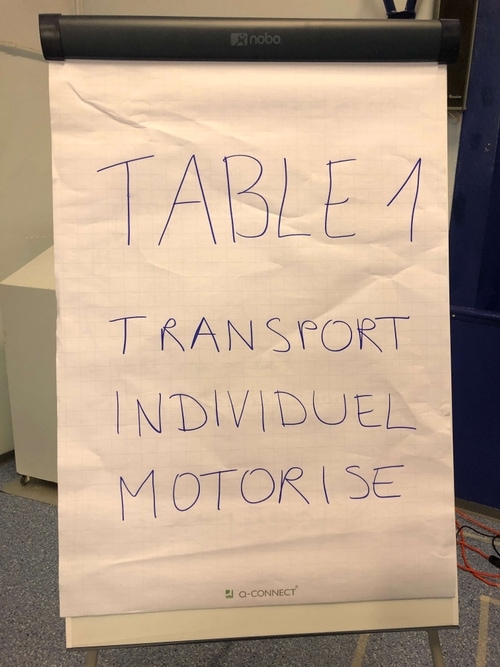 nobo
TABLE 1
TRANSPORT
INDIVIDUEL
MOTORISE
Q-CONNECT